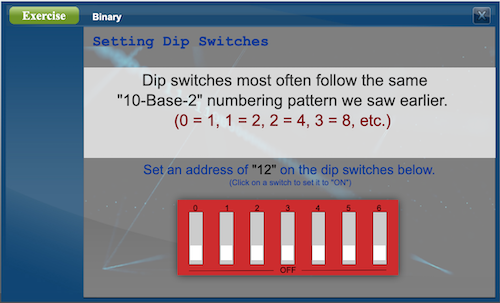 Exercise
Binary
X
Setting Dip Switches
Dip switches most often follow the same
"10-Base-2" numbering pattern we saw earlier.
(0 = 1, 1 = 2, 2 = 4, 3 = 8, etc.)
Set an address of "12" on the dip switches below.
(Click on a switch to set it to "ON")
0 1 2 3 4 5 6
OFF